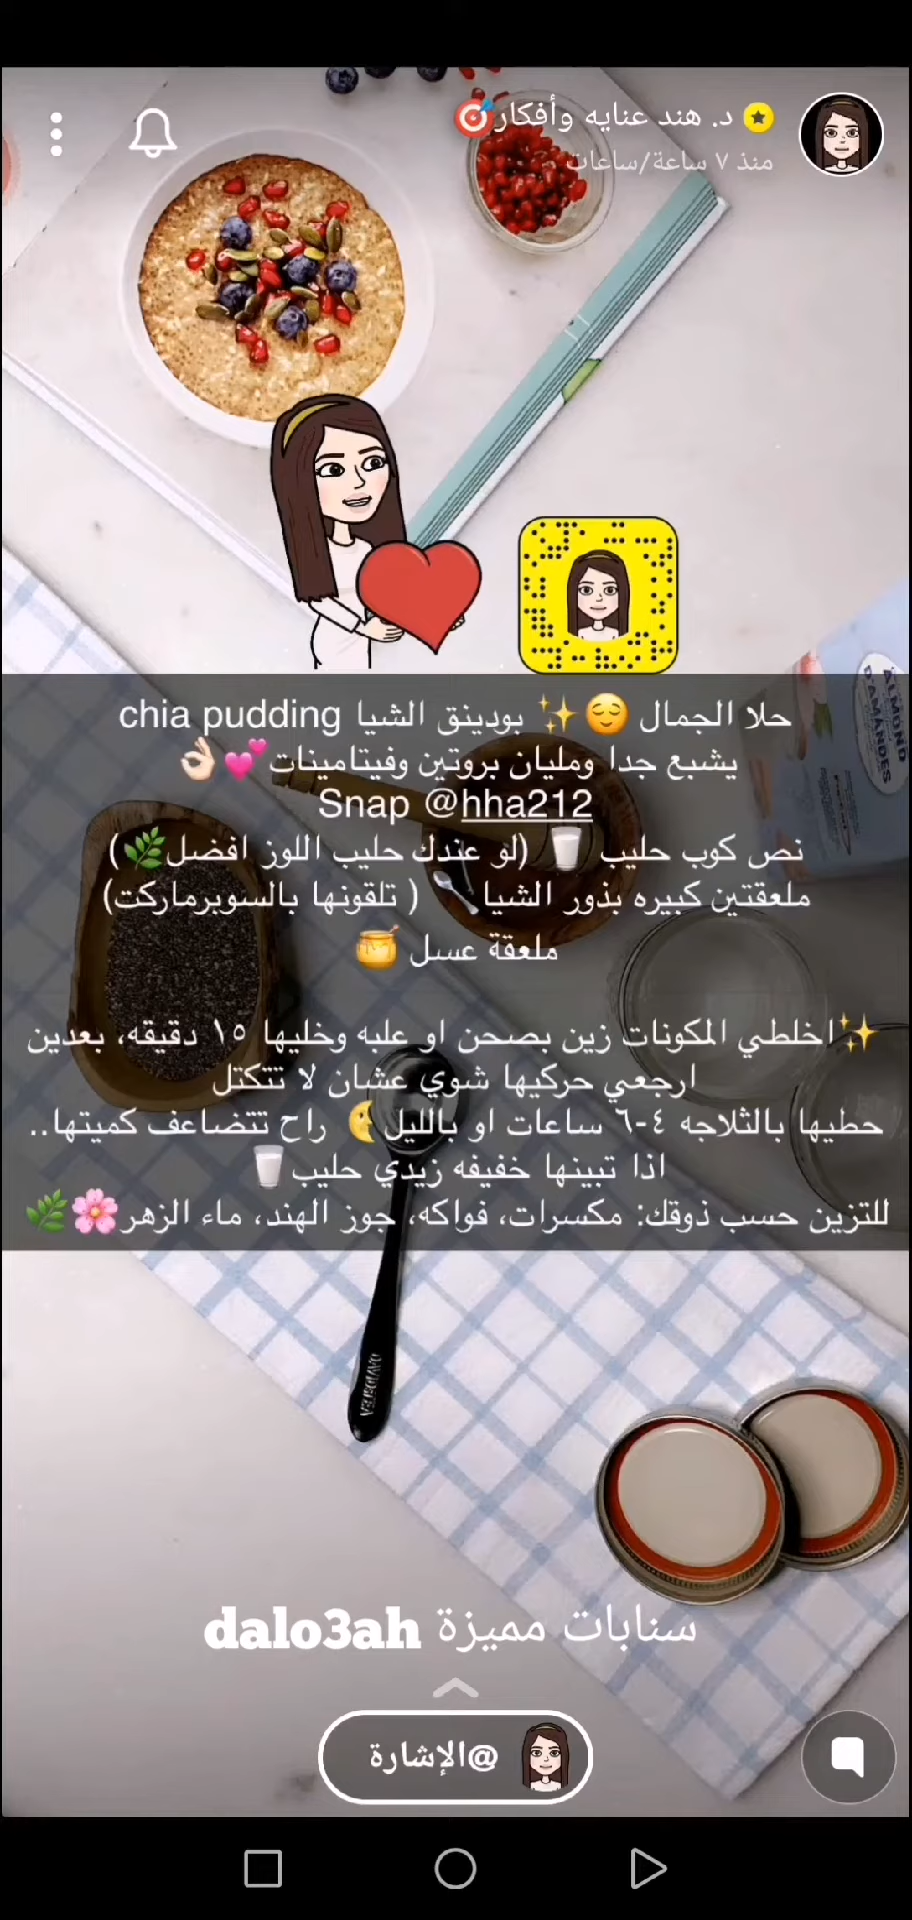 د. هند عنايه وأفكار🎯
منذ ٧ ساعة/ساعات
ALMOND
D'AMANDES
حلا الجمال 😌✨ بودينق الشيا chia pudding
يشبع جدا ومليان بروتين وفيتامينات💕👌🏻
Snap @hha212
نص كوب حليب 🥛 (لو عندك حليب اللوز افضل🌿)
ملعقتين كبيره بذور الشيا🥄 ( تلقونها بالسوبرماركت)
ملعقة عسل 🍯
✨اخلطي المكونات زين بصحن او علبه وخليها ١٥ دقيقه، بعدين
ارجعي حركيها شوي عشان لا تتكتل
حطيها بالثلاجه ٤-٦ ساعات او بالليل🌜 راح تتضاعف كميتها..
اذا تبينها خفيفه زيدي حليب🥛
للتزين حسب ذوقك: مكسرات، فواكه، جوز الهند، ماء الزهر🌸🌿
DAVIDSTEA
سنابات مميزة dalo3ah
@الإشارة